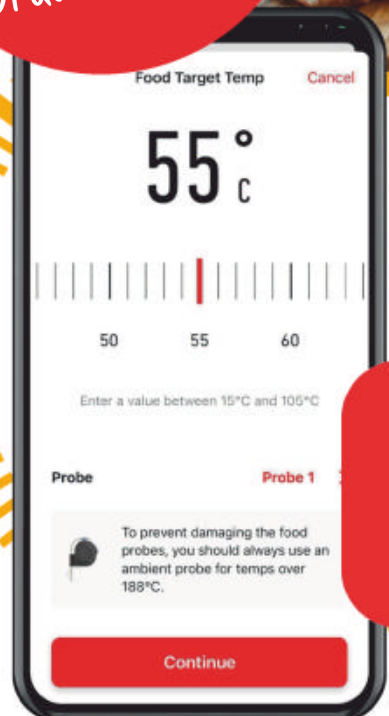 Food Target Temp Cancel
55°C
50 55 60
Enter a value between 15°C and 105°C
Probe Probe 1
To prevent damaging the food
probes, you should always use an
ambient probe for temps over
188°C.
Continue